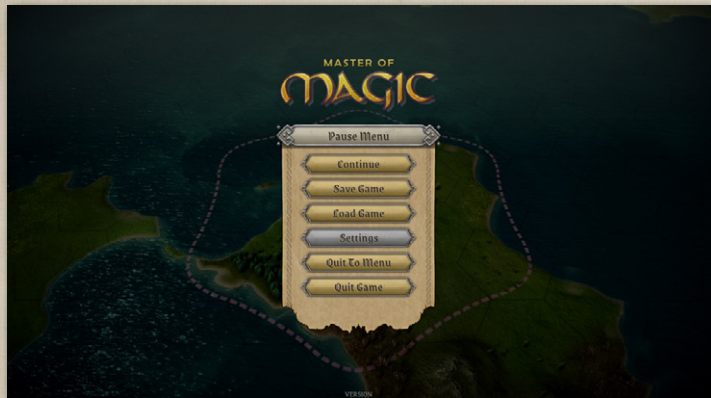 MASTER OF
MAGIC
Pause Menu
Continue
Save Game
Load Game
Settings
Quit To Menu
Quit Game
VERSION